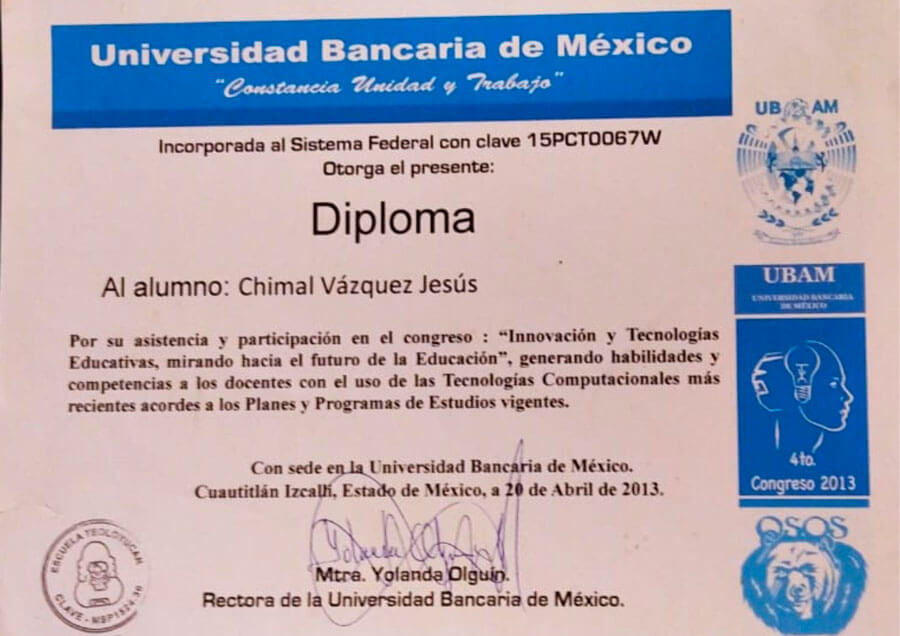 Universidad Bancaria de México
“Constancia Unidad y Trabajo”
Incorporada al Sistema Federal con clave 15PCT0067W
Otorga el presente:
Diploma
Al alumno: Chimal Vázquez Jesús
Por su asistencia y participación en el congreso : “Innovación y Tecnologías
Educativas, mirando hacia el futuro de la Educación”, generando habilidades y
competencias a los docentes con el uso de las Tecnologías Computacionales más
recientes acordes a los Planes y Programas de Estudios vigentes.
Con sede en la Universidad Bancaria de México.
Cuautitlán Izcalli, Estado de México, a 20 de Abril de 2013.
Mtra. Yolanda Olguín.
Rectora de la Universidad Bancaria de México.
UBAM
UBAM
UNIVERSIDAD BANCARIA
DE MÉXICO
4to.
Congreso 2013
OSOS
ESCUELA TEOLOYUCAN
CLAVE